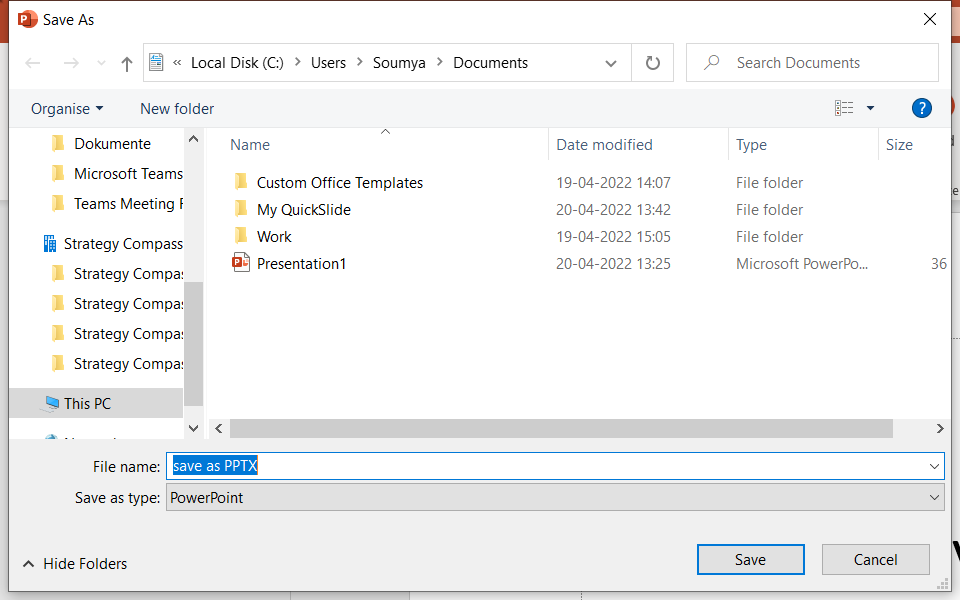 Save As
« Local Disk (C:) > Users > Soumya > Documents
Search Documents
Organise
New folder
?
Dokumente
Microsoft Teams
Teams Meeting
Strategy Compass
Strategy Compas
Strategy Compas
Strategy Compas
Strategy Compas
This PC
Name Date modified Type Size
Custom Office Templates 19-04-2022 14:07 File folder
My QuickSlide 20-04-2022 13:42 File folder
Work 19-04-2022 15:05 File folder
Presentation1 20-04-2022 13:25 Microsoft PowerPo... 36
File name: save as PPTX
Save as type: PowerPoint
Hide Folders
Save
Cancel